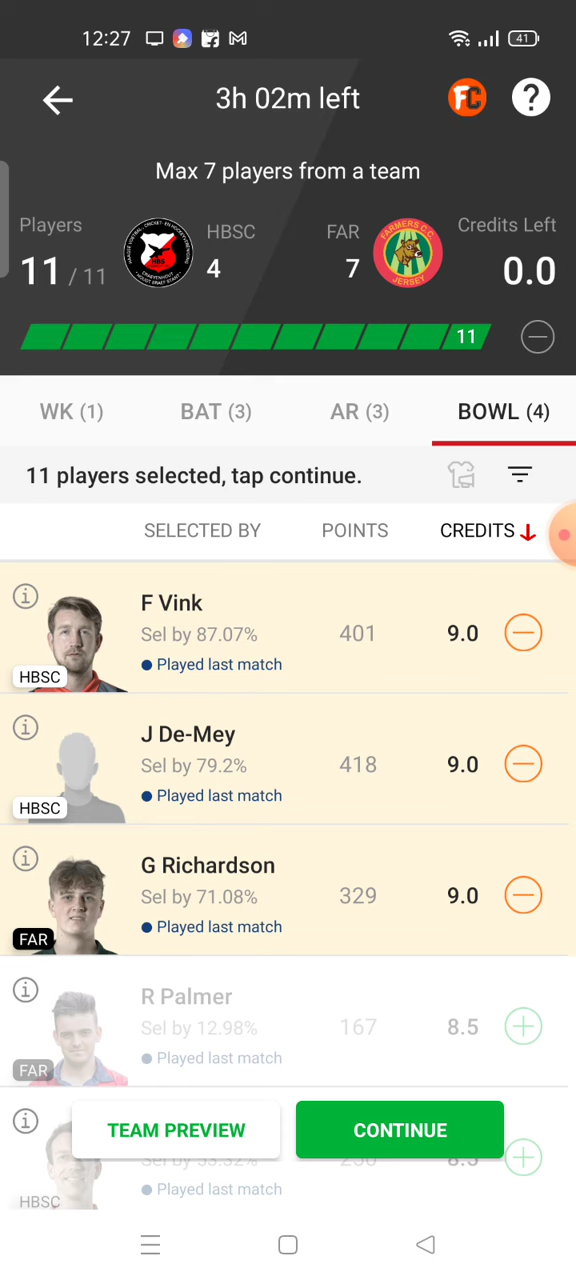 12:27
41
3h 02m left
FC
?
Max 7 players from a team
Players
HBSC
FAR
Credits Left
11 / 11
4
7
0.0
FARMERS C.C
JERSEY
11
WK (1)
BAT (3)
AR (3)
BOWL (4)
11 players selected, tap continue.
SELECTED BY
POINTS
CREDITS
F Vink
Sel by 87.07%
401
9.0
Played last match
HBSC
J De-Mey
Sel by 79.2%
418
9.0
Played last match
HBSC
G Richardson
Sel by 71.08%
329
9.0
Played last match
FAR
R Palmer
Sel by 12.98%
167
8.5
Played last match
FAR
TEAM PREVIEW
CONTINUE
8.5
Played last match
HBSC